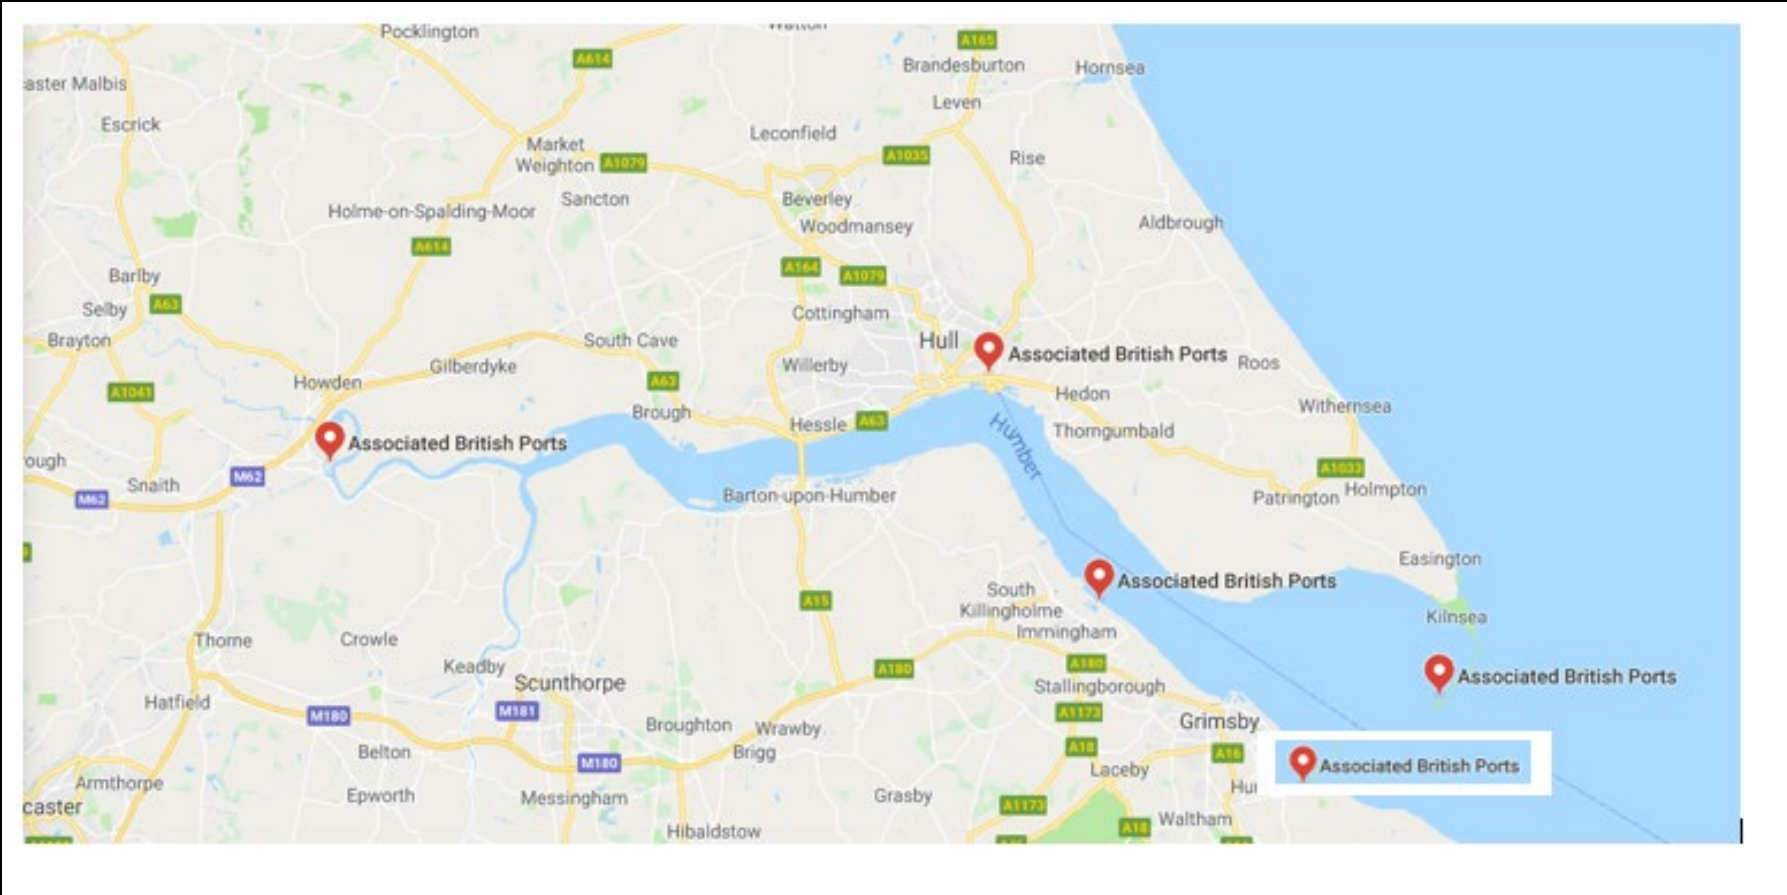 Pocklington
A614
A165
Brandesburton
Hornsea
aster Malbis
Leven
Escrick
Leconfield
Market
Weighton
A1079
A1035
Rise
Sancton
Beverley
Holme-on-Spalding-Moor
Woodmansey
Aldbrough
A614
A164
A1079
Barlby
Selby
A63
Cottingham
Brayton
South Cave
Hull
Associated British Ports
Roos
Gilberdyke
Willerby
Howden
A63
A1041
Hedon
Brough
Hessle
A63
Withernsea
Associated British Ports
Humber
Thorngumbald
ough
M62
A1033
Snaith
M62
Barton-upon-Humber
Patrington
Holmpton
Easington
Associated British Ports
South
Killingholme
A15
Kilnsea
Immingham
Thorne
Crowle
Keadby
A180
A180
Scunthorpe
Stallingborough
Associated British Ports
Hatfield
M180
M181
A1173
Broughton
Wrawby
Grimsby
Belton
Brigg
A18
A16
M180
Laceby
Associated British Ports
Armthorpe
Hu
Epworth
Messingham
Grasby
A1173
caster
Waltham
Hibaldstow
A18